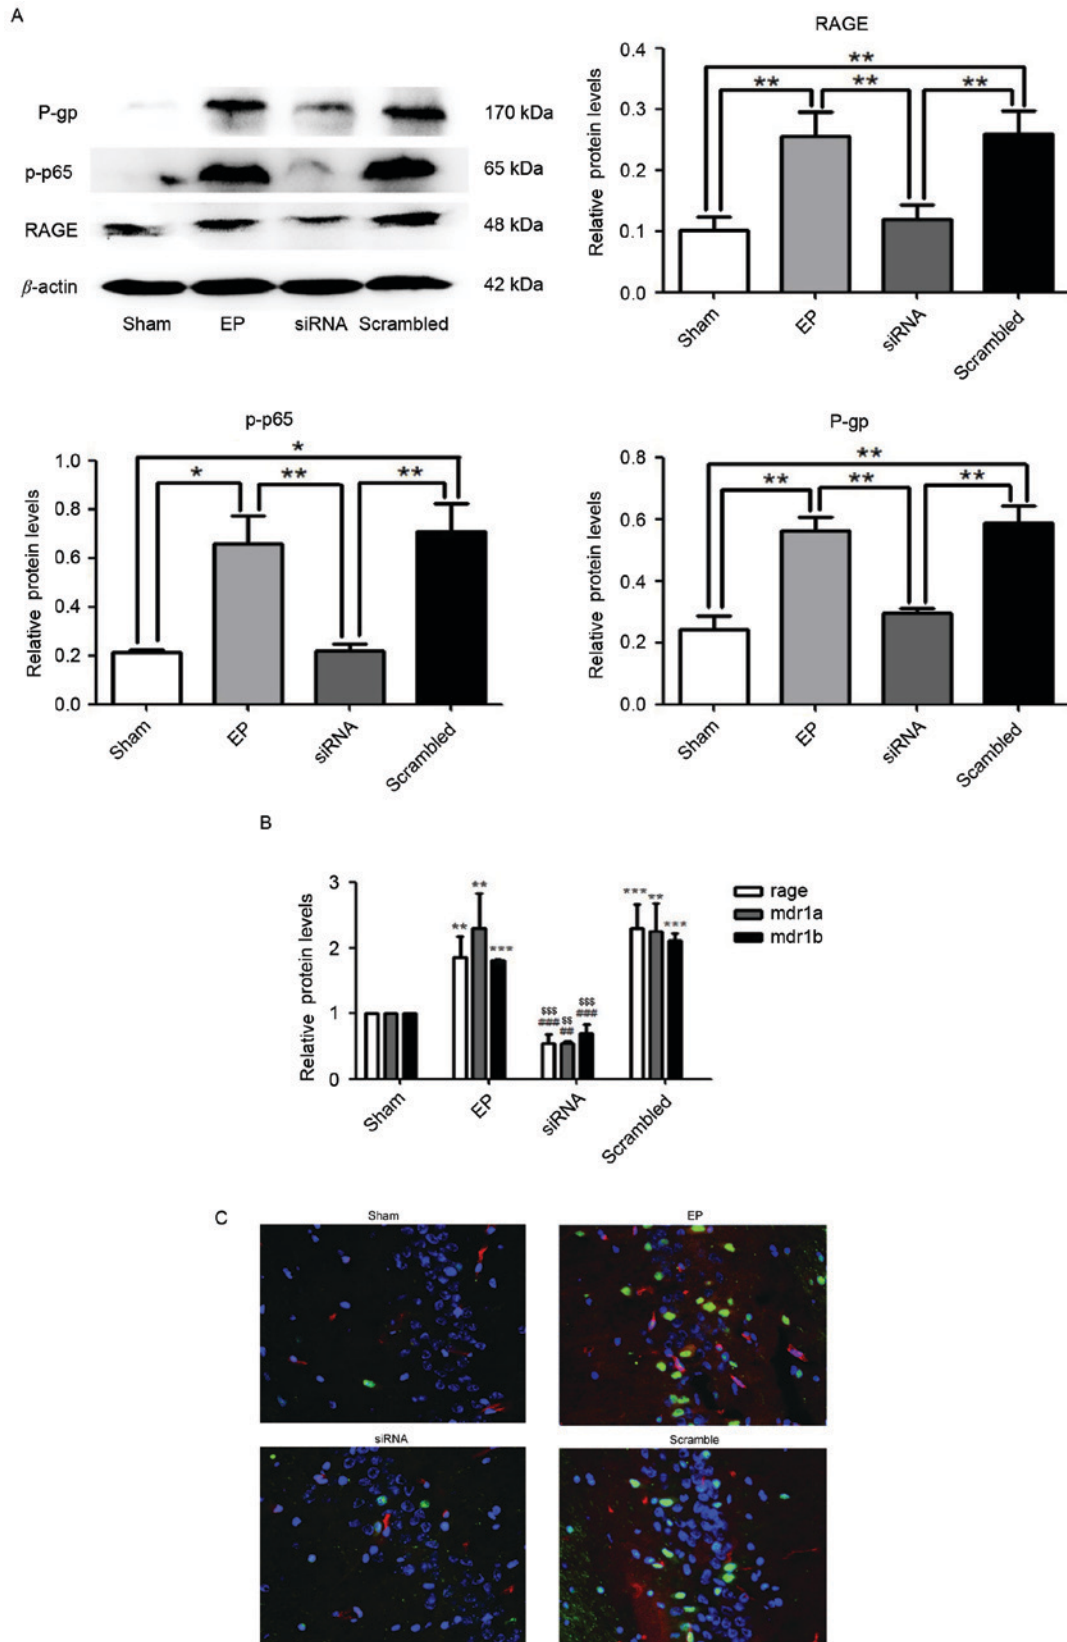 A
P-gp
170 kDa
p-p65
65 kDa
RAGE
48 kDa
β-actin
42 kDa
Sham EP siRNA Scrambled
RAGE
Relative protein levels
0.4
0.3
0.2
0.1
0.0
**
** ** **
Sham
EP
siRNA
Scrambled
p-p65
Relative protein levels
1.0
0.8
0.6
0.4
0.2
0.0
*
* ** **
Sham
EP
siRNA
Scrambled
P-gp
Relative protein levels
0.8
0.6
0.4
0.2
0.0
**
** ** **
Sham
EP
siRNA
Scambled
B
Relative protein levels
3
2
1
0
** ** ***
$$$ $$ $$$
### ## ###
*** ** ***
Sham
EP
siRNA
Scrambled
rage
mdr1a
mdr1b
C
Sham
EP
siRNA
Scramble